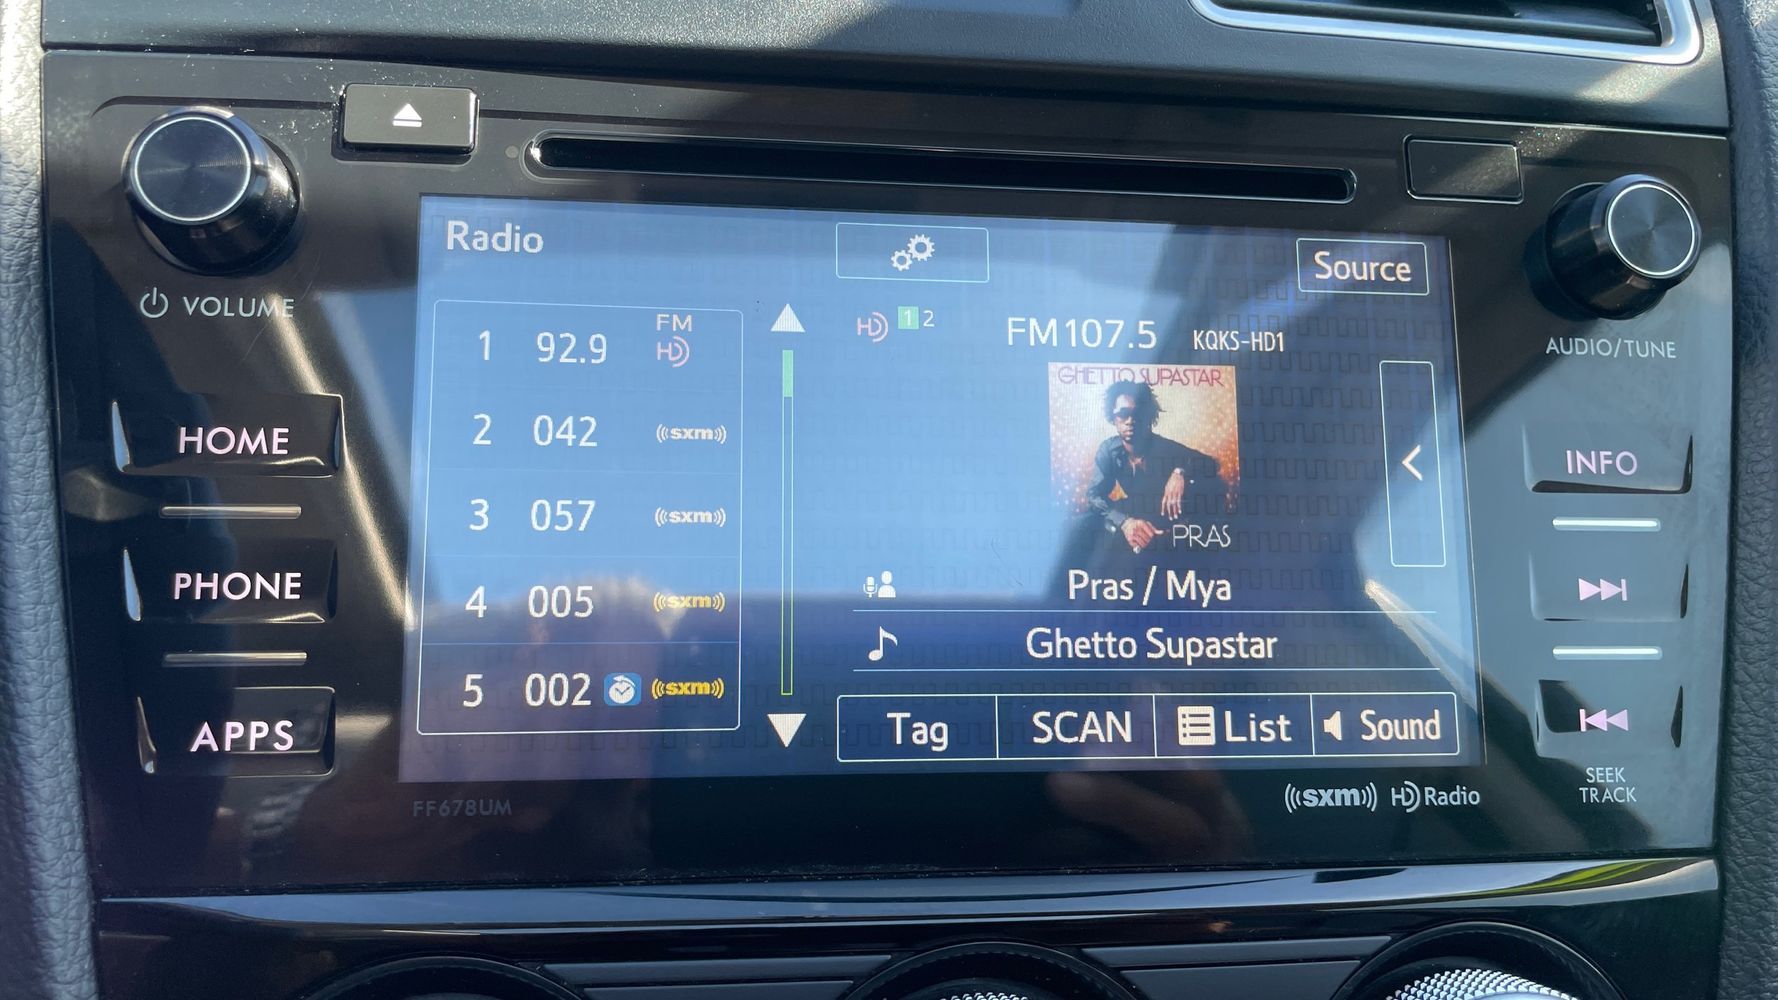 VOLUME
HOME
PHONE
APPS
FF678UM
Radio
Source
1 92.9 FM HD
2 042 ((sxm))
3 057 ((sxm))
4 005 ((sxm))
5 002 ((sxm))
HD 1 2
FM107.5 KQKS-HD1
GHETTO SUPASTAR
PRAS
<
Pras / Mya
Ghetto Supastar
Tag SCAN List Sound
((sxm)) HD Radio
AUDIO/TUNE
INFO
SEEK
TRACK